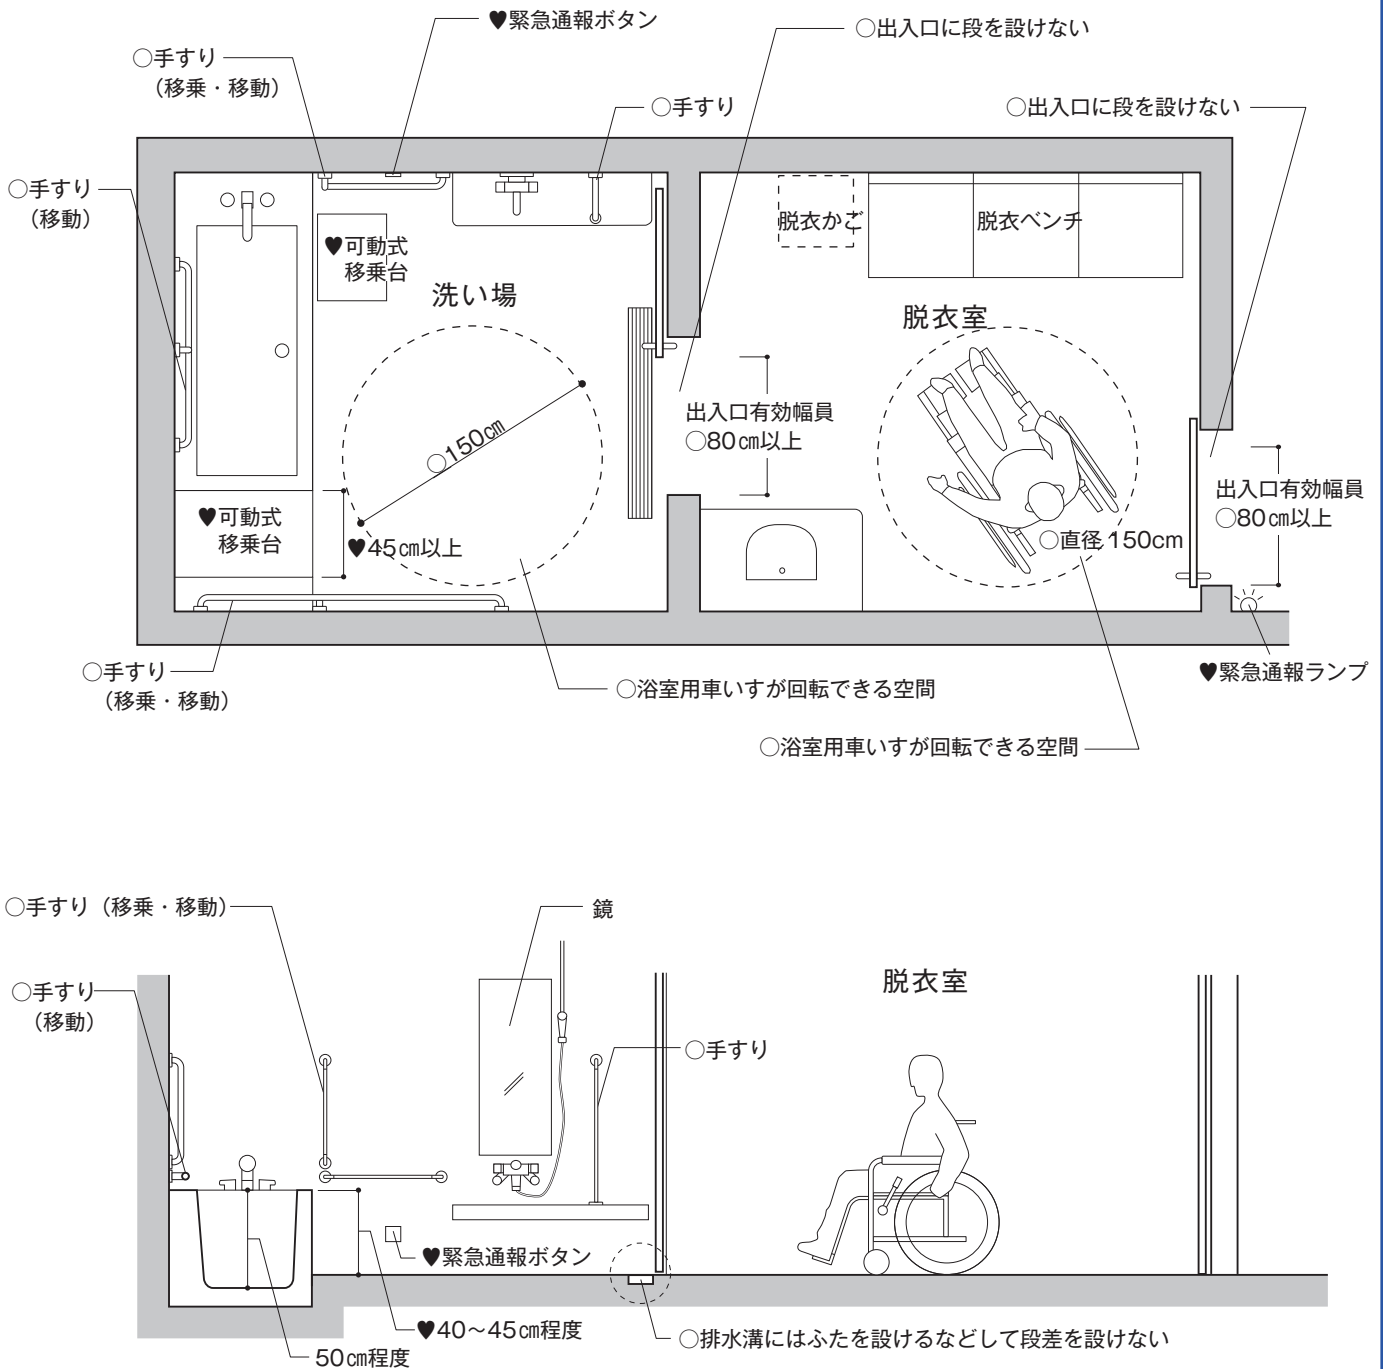 ♥緊急通報ボタン
○出入口に段を設けない
○手すり
（移乗・移動）
○手すり
○出入口に段を設けない
○手すり
（移動）
脱衣かご
脱衣ベンチ
♥可動式
移乗台
洗い場
脱衣室
出入口有効幅員
○80㎝以上
○150㎝
出入口有効幅員
○80㎝以上
♥可動式
移乗台
♥45㎝以上
○直径 150cm
○手すり
（移乗・移動）
♥緊急通報ランプ
○浴室用車いすが回転できる空間
○浴室用車いすが回転できる空間
○手すり（移乗・移動）
鏡
脱衣室
○手すり
（移動）
○手すり
♥緊急通報ボタン
♥40～45㎝程度
○排水溝にはふたを設けるなどして段差を設けない
50㎝程度